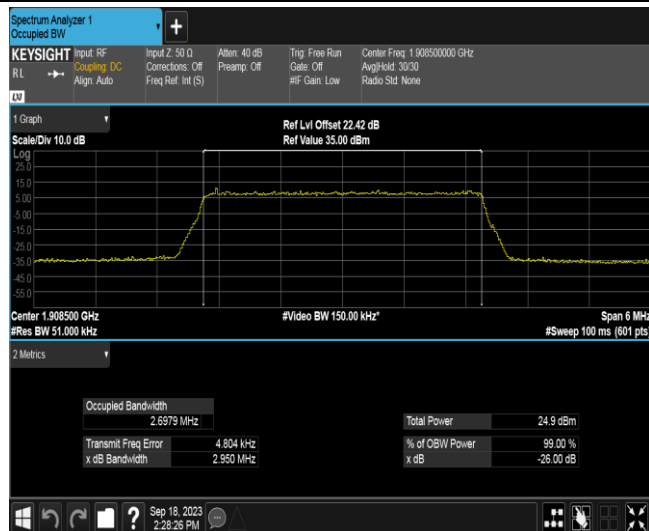 Spectrum Analyzer 1
Occupied BW
KEYSIGHT
RL
Input: RF
Coupling: DC
Align: Auto
Input Z: 50 Ω
Corrections: Off
Freq Ref: Int (S)
Atten: 40 dB
Preamp: Off
Trig: Free Run
Gate: Off
#IF Gain: Low
Center Freq: 1.908500000 GHz
Avg|Hold: 30/30
Radio Std: None
1 Graph
Scale/Div 10.0 dB
Ref Lvl Offset 22.42 dB
Ref Value 35.00 dBm
Log
25.0
15.0
5.00
-5.00
-15.0
-25.0
-35.0
-45.0
-55.0
Center 1.908500 GHz
#Video BW 150.00 kHz*
Span 6 MHz
#Res BW 51.000 kHz
#Sweep 100 ms (601 pts)
2 Metrics
Occupied Bandwidth
2.6979 MHz
Total Power 24.9 dBm
Transmit Freq Error 4.804 kHz
% of OBW Power 99.00 %
x dB Bandwidth 2.950 MHz
x dB -26.00 dB
?
Sep 18, 2023
2:28:26 PM